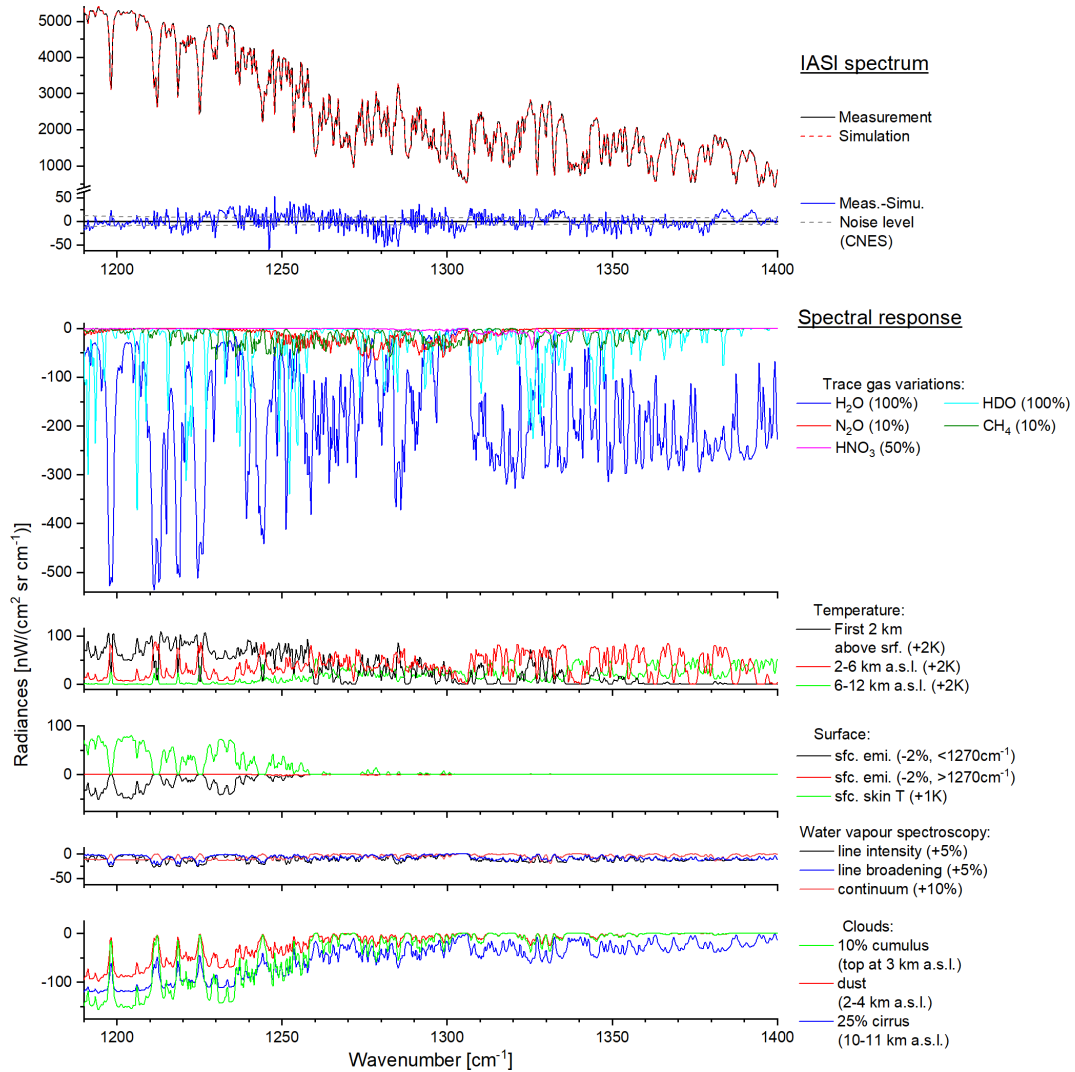 IASI spectrum
Measurement
Simulation
5000
4000
3000
2000
1000
50
0
-50
Meas.-Simu.
Noise level
(CNES)
1200
1250
1300
1350
1400
Spectral response
Trace gas variations:
H₂O (100%)
HDO (100%)
N₂O (10%)
CH₄ (10%)
HNO₃ (50%)
0
-100
-200
-300
-400
-500
Radiances [nW/(cm² sr cm⁻¹)]
Temperature:
First 2 km
above srf. (+2K)
2-6 km a.s.l. (+2K)
6-12 km a.s.l. (+2K)
100
0
Surface:
sfc. emi. (-2%, <1270cm⁻¹)
sfc. emi. (-2%, >1270cm⁻¹)
sfc. skin T (+1K)
100
0
Water vapour spectroscopy:
line intensity (+5%)
line broadening (+5%)
continuum (+10%)
0
-50
Clouds:
10% cumulus
(top at 3 km a.s.l.)
dust
(2-4 km a.s.l.)
25% cirrus
(10-11 km a.s.l.)
0
-100
1200
1250
1300
1350
1400
Wavenumber [cm⁻¹]